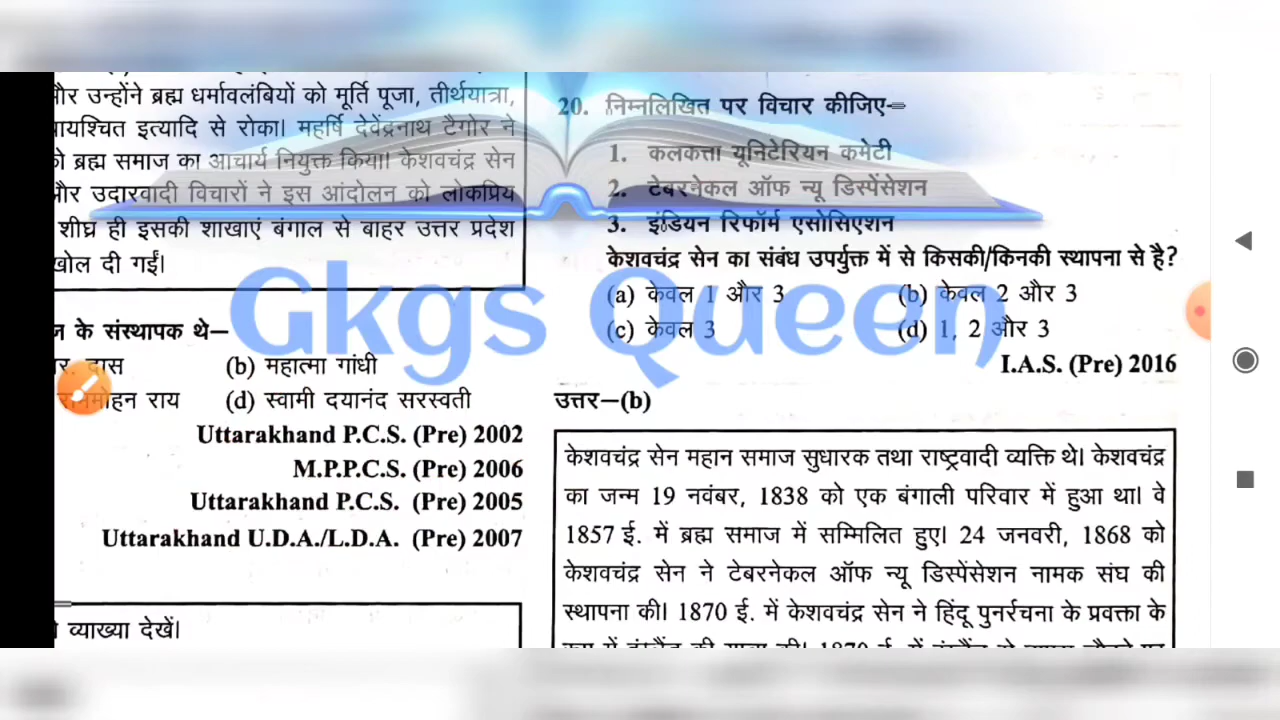 और उन्होंने ब्रह्म धर्मावलंबियों को मूर्ति पूजा, तीर्थयात्रा,
इत्यादि से रोका। महर्षि देवेंद्रनाथ टैगोर ने
ब्रह्म समाज का आचार्य नियुक्त किया। केशवचंद्र सेन
और उदारवादी विचारों ने इस आंदोलन को लोकप्रिय
शीघ्र ही इसकी शाखाएं बंगाल से बाहर उत्तर प्रदेश
खोल दी गईं।
के संस्थापक थे–
दास (b) महात्मा गांधी
राममोहन राय (d) स्वामी दयानंद सरस्वती
Uttarakhand P.C.S. (Pre) 2002
M.P.P.C.S. (Pre) 2006
Uttarakhand P.C.S. (Pre) 2005
Uttarakhand U.D.A./L.D.A. (Pre) 2007
व्याख्या देखें।
20. निम्नलिखित पर विचार कीजिए–
1. कलकत्ता यूनिटेरियन कमेटी
2. टेबरनेकल ऑफ न्यू डिस्पेंसेशन
3. इंडियन रिफॉर्म एसोसिएशन
केशवचंद्र सेन का संबंध उपर्युक्त में से किसकी/किनकी स्थापना से है?
(a) केवल 1 और 3 (b) केवल 2 और 3
(c) केवल 3 (d) 1, 2 और 3
I.A.S. (Pre) 2016
उत्तर–(b)
केशवचंद्र सेन महान समाज सुधारक तथा राष्ट्रवादी व्यक्ति थे। केशवचंद्र
का जन्म 19 नवंबर, 1838 को एक बंगाली परिवार में हुआ था। वे
1857 ई. में ब्रह्म समाज में सम्मिलित हुए। 24 जनवरी, 1868 को
केशवचंद्र सेन ने टेबरनेकल ऑफ न्यू डिस्पेंसेशन नामक संघ की
स्थापना की। 1870 ई. में केशवचंद्र सेन ने हिंदू पुनर्रचना के प्रवक्ता के
Gkgs Queen